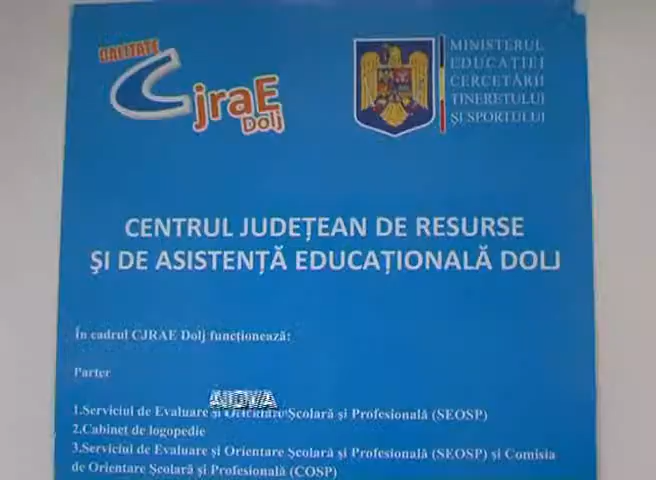 CALITATE
CjraE
Dolj
MINISTERUL
EDUCAȚIEI
CERCETĂRII
TINERETULUI
ȘI SPORTULUI
CENTRUL JUDEȚEAN DE RESURSE
ȘI DE ASISTENȚĂ EDUCAȚIONALĂ DOLJ
În cadrul CJRAE Dolj funcționează:
Parter
1.Serviciul de Evaluare și Orientare Școlară și Profesională (SEOSP)
2.Cabinet de logopedie
3.Serviciul de Evaluare și Orientare Școlară și Profesională (SEOSP) și Comisia
de Orientare Școlară și Profesională (COSP)